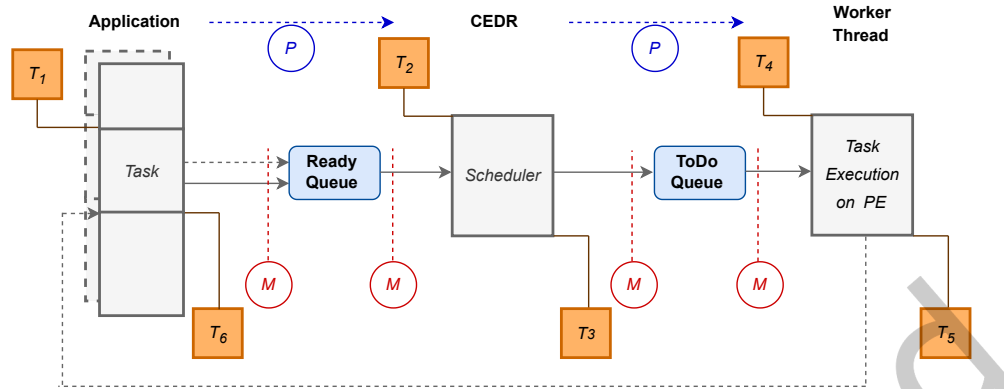 Application
CEDR
Worker
Thread
P
P
T1
T2
T4
Task
Ready
Queue
Scheduler
ToDo
Queue
Task
Execution
on PE
M
M
M
M
T6
T3
T5